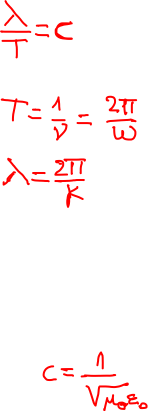 λ/T = c
T = 1/ν = 2π/ω
λ = 2π/K
c = 1/√μ₀ε₀